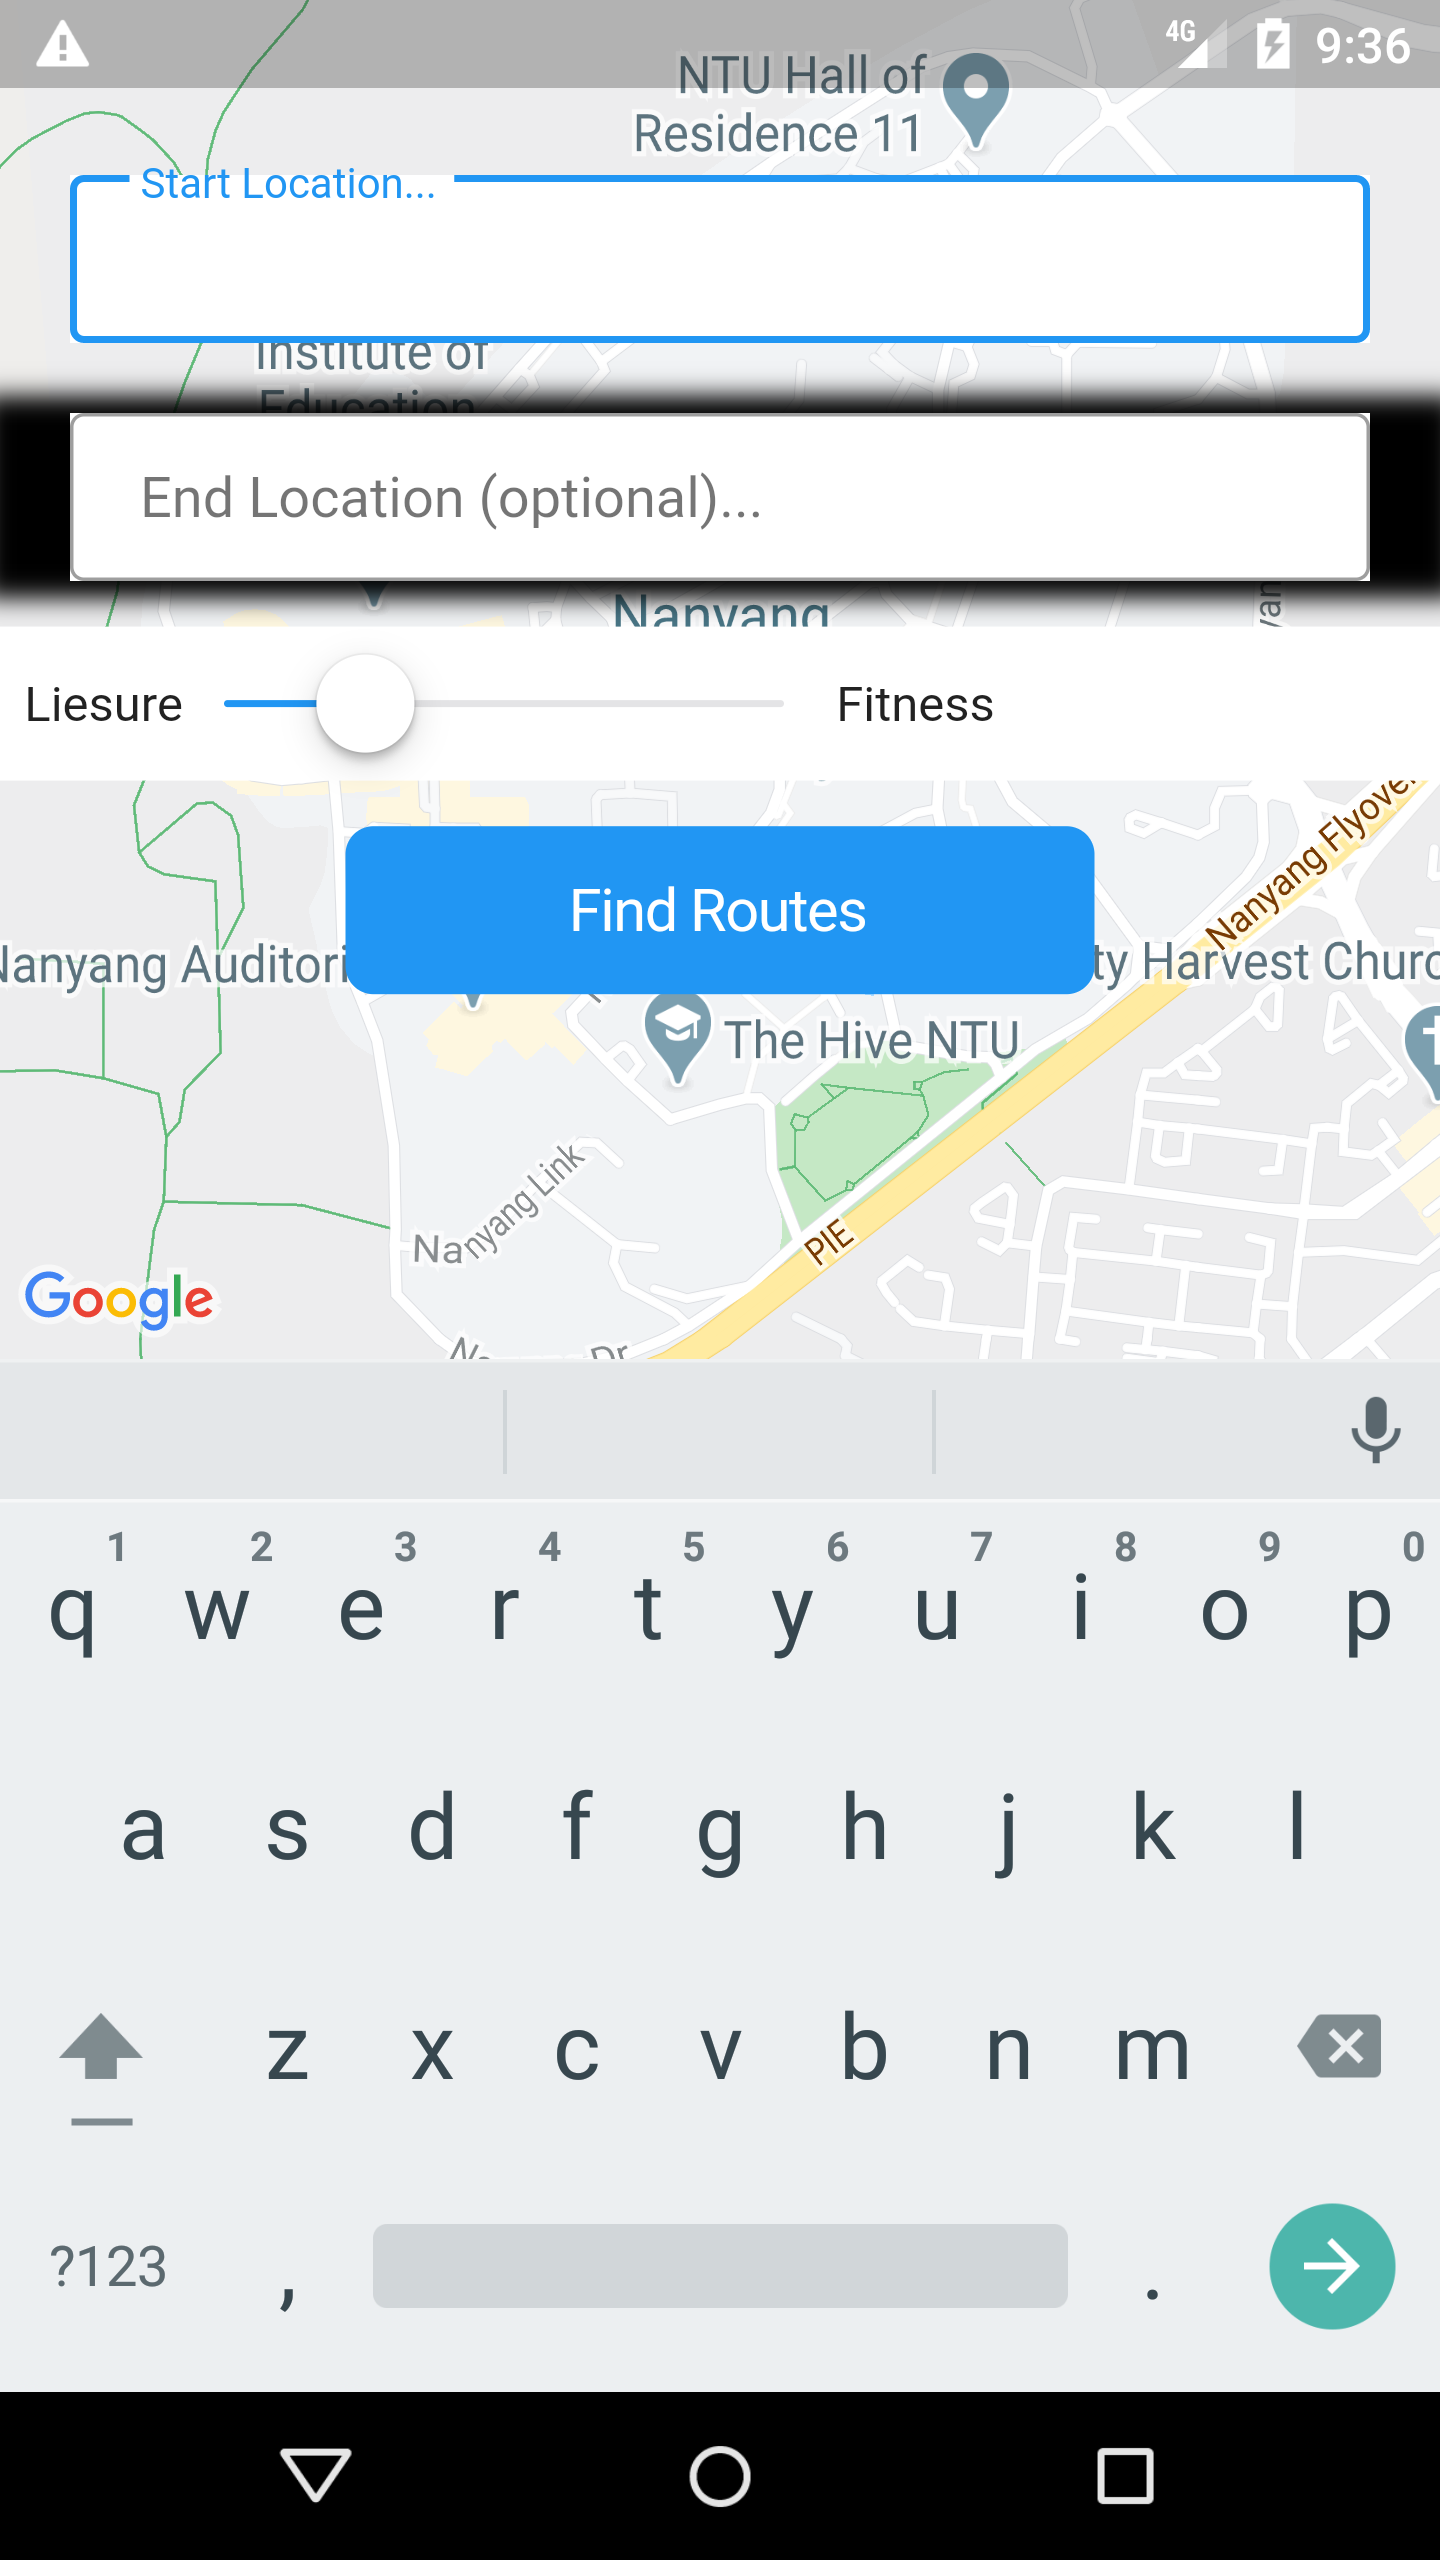 4G 9:36
NTU Hall of
Residence 11
Start Location...
Institute of
Education
End Location (optional)...
Nanyang
Liesure Fitness
Nanyang Flyover
Nanyang Auditori
ty Harvest Churc
Find Routes
The Hive NTU
Nanyang Link
PIE
Google
Dr
1 2 3 4 5 6 7 8 9 0
q w e r t y u i o p
a s d f g h j k l
z x c v b n m
?123 , .